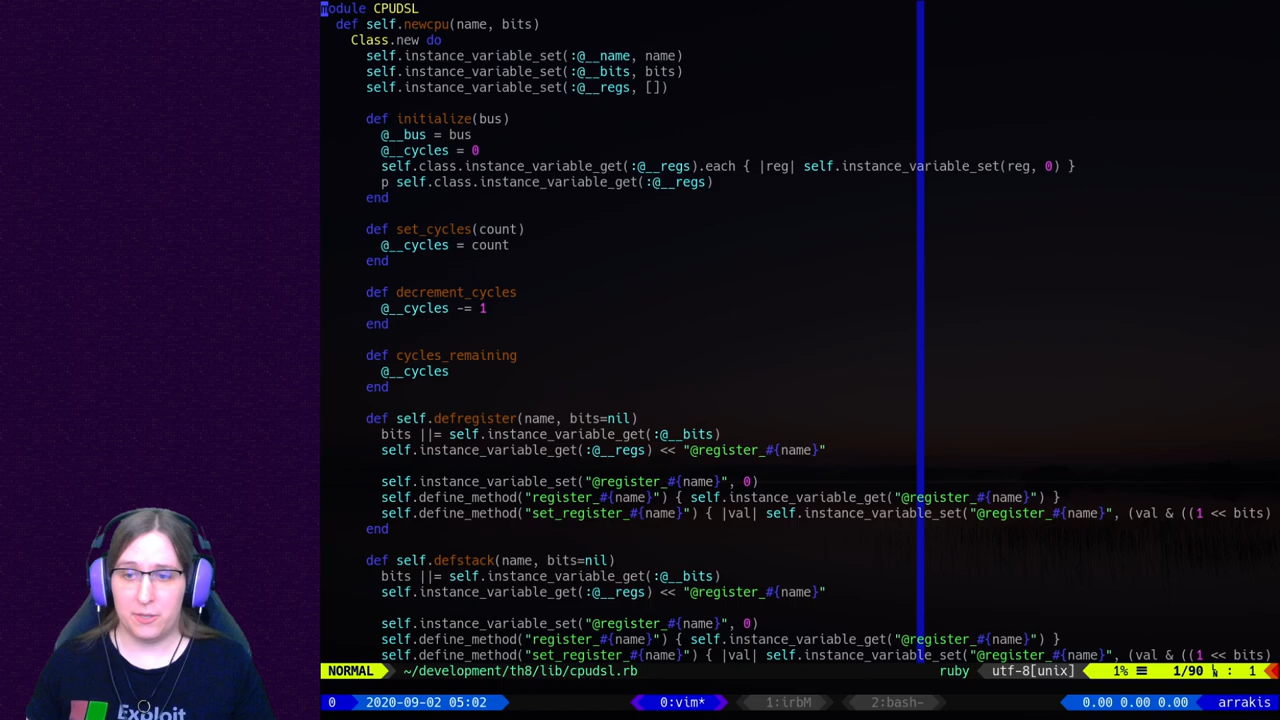 module CPUDSL
  def self.newcpu(name, bits)
    Class.new do
      self.instance_variable_set(:@__name, name)
      self.instance_variable_set(:@__bits, bits)
      self.instance_variable_set(:@__regs, [])

      def initialize(bus)
        @__bus = bus
        @__cycles = 0
        self.class.instance_variable_get(:@__regs).each { |reg| self.instance_variable_set(reg, 0) }
        p self.class.instance_variable_get(:@__regs)
      end

      def set_cycles(count)
        @__cycles = count
      end

      def decrement_cycles
        @__cycles -= 1
      end

      def cycles_remaining
        @__cycles
      end

      def self.defregister(name, bits=nil)
        bits ||= self.instance_variable_get(:@__bits)
        self.instance_variable_get(:@__regs) << "@register_#{name}"

        self.instance_variable_set("@register_#{name}", 0)
        self.define_method("register_#{name}") { self.instance_variable_get("@register_#{name}") }
        self.define_method("set_register_#{name}") { |val| self.instance_variable_set("@register_#{name}", (val & ((1 << bits)
      end

      def self.defstack(name, bits=nil)
        bits ||= self.instance_variable_get(:@__bits)
        self.instance_variable_get(:@__regs) << "@register_#{name}"

        self.instance_variable_set("@register_#{name}", 0)
        self.define_method("register_#{name}") { self.instance_variable_get("@register_#{name}") }
        self.define_method("set_register_#{name}") { |val| self.instance_variable_set("@register_#{name}", (val & ((1 << bits)
NORMAL ~/development/th8/lib/cpudsl.rb ruby utf-8[unix] 1% ☰ 1/90 ㏑ : 1
0 2020-09-02 05:02 0:vim* 1:irbM 2:bash- 0.00 0.00 0.00 arrakis
Exploit